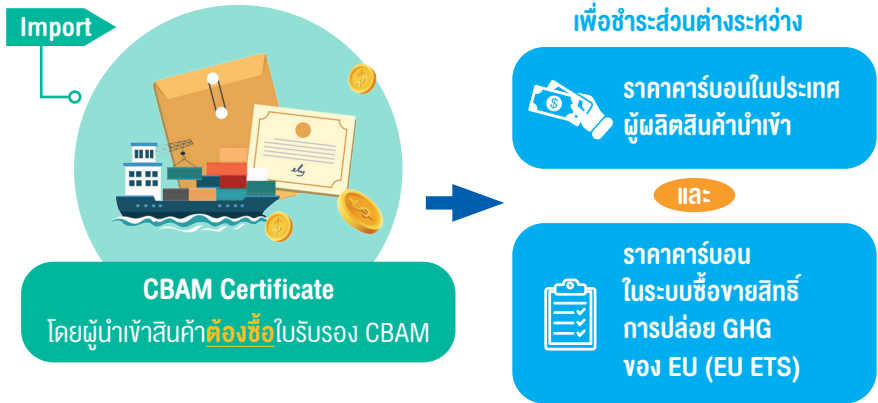 Import
CBAM Certificate
โดยผู้นำเข้าสินค้าต้องซื้อใบรับรอง CBAM
เพื่อชำระส่วนต่างระหว่าง
ราคาคาร์บอนในประเทศ
ผู้ผลิตสินค้านำเข้า
และ
ราคาคาร์บอน
ในระบบซื้อขายสิทธิ์
การปล่อย GHG
ของ EU (EU ETS)